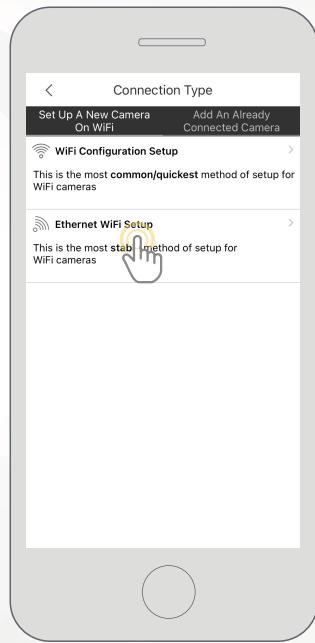 Connection Type
Set Up A New Camera
On WiFi
Add An Already
Connected Camera
WiFi Configuration Setup
This is the most common/quickest method of setup for
WiFi cameras
Ethernet WiFi Setup
This is the most method of setup for
WiFi cameras